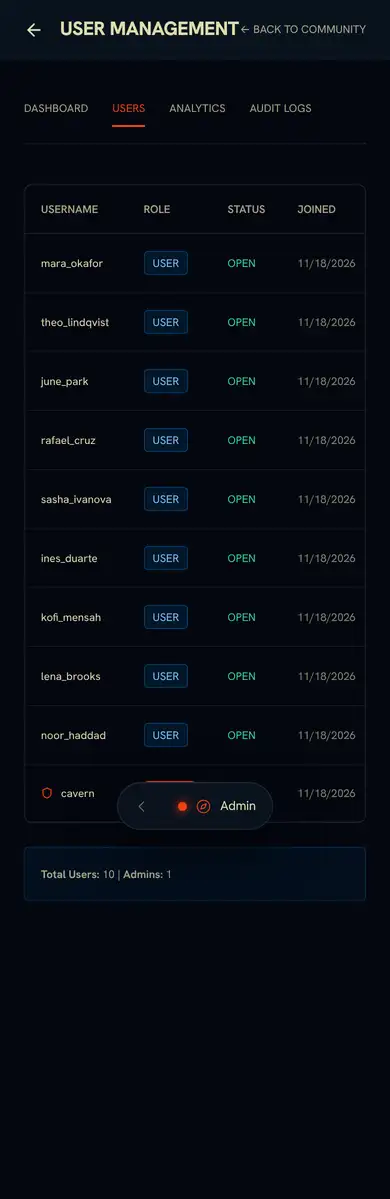 USER MANAGEMENT ← BACK TO COMMUNITY
DASHBOARD USERS ANALYTICS AUDIT LOGS
USERNAME ROLE STATUS JOINED
mara_okafor USER OPEN 11/18/2026
theo_lindqvist USER OPEN 11/18/2026
june_park USER OPEN 11/18/2026
rafael_cruz USER OPEN 11/18/2026
sasha_ivanova USER OPEN 11/18/2026
ines_duarte USER OPEN 11/18/2026
kofi_mensah USER OPEN 11/18/2026
lena_brooks USER OPEN 11/18/2026
noor_haddad USER OPEN 11/18/2026
cavern 11/18/2026
Admin
Total Users: 10 | Admins: 1